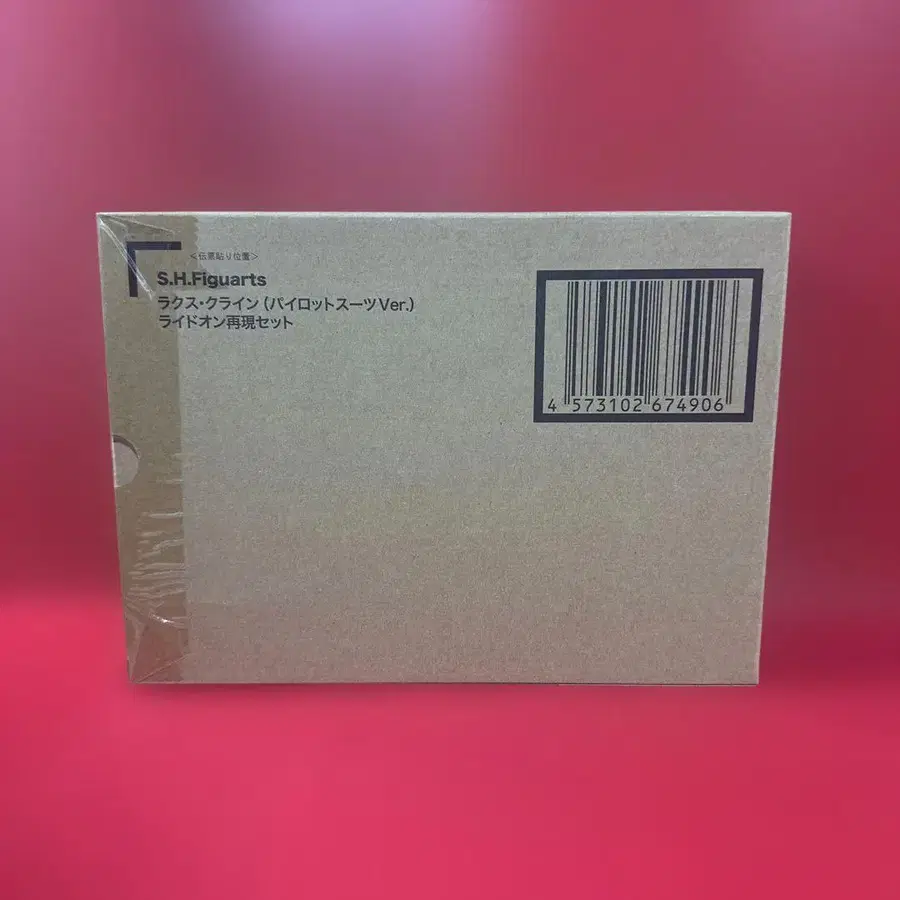 <伝票貼り位置>
S.H.Figuarts
ラクス・クライン(パイロットスーツVer.)
ライドオン再現セット
4 573102 674906